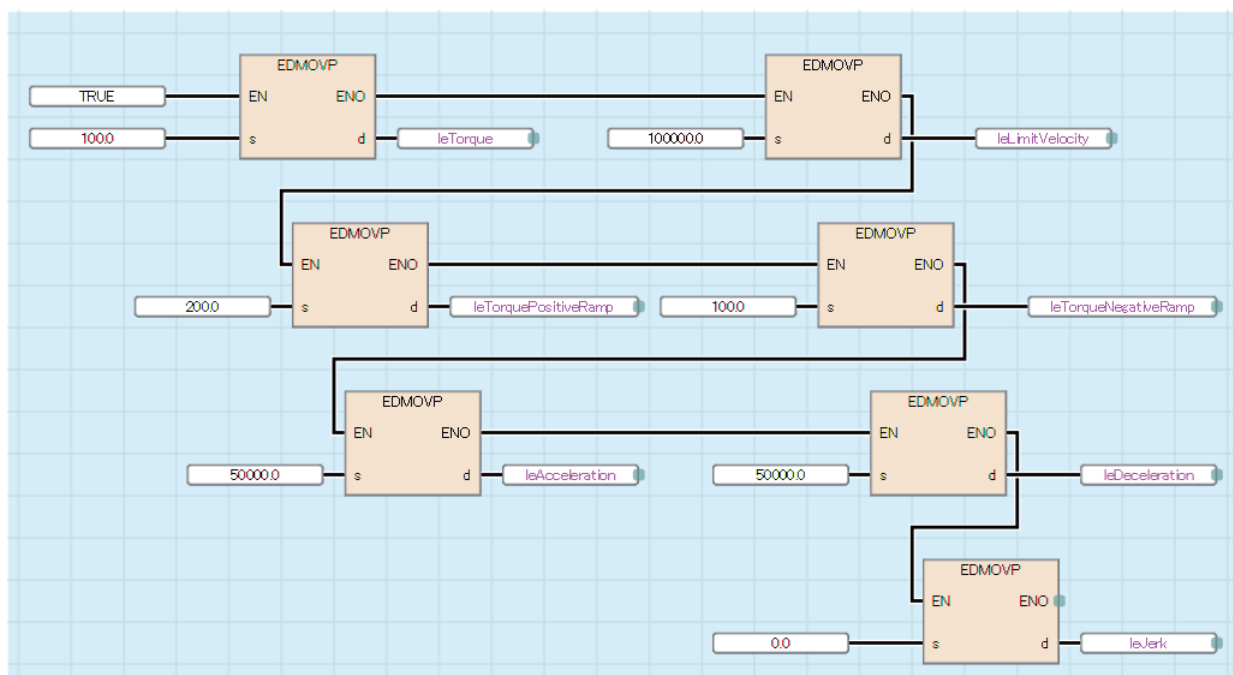 EDMOVP EDMOVP
TRUE EN ENO EN ENO
100.0 s d leTorque 100000.0 s d leLimitVelocity
EDMOVP EDMOVP
EN ENO EN ENO
200.0 s d leTorquePositiveRamp 100.0 s d leTorqueNegativeRamp
EDMOVP EDMOVP
EN ENO EN ENO
50000.0 s d leAcceleration 50000.0 s d leDeceleration
EDMOVP
EN ENO
0.0 s d leJerk